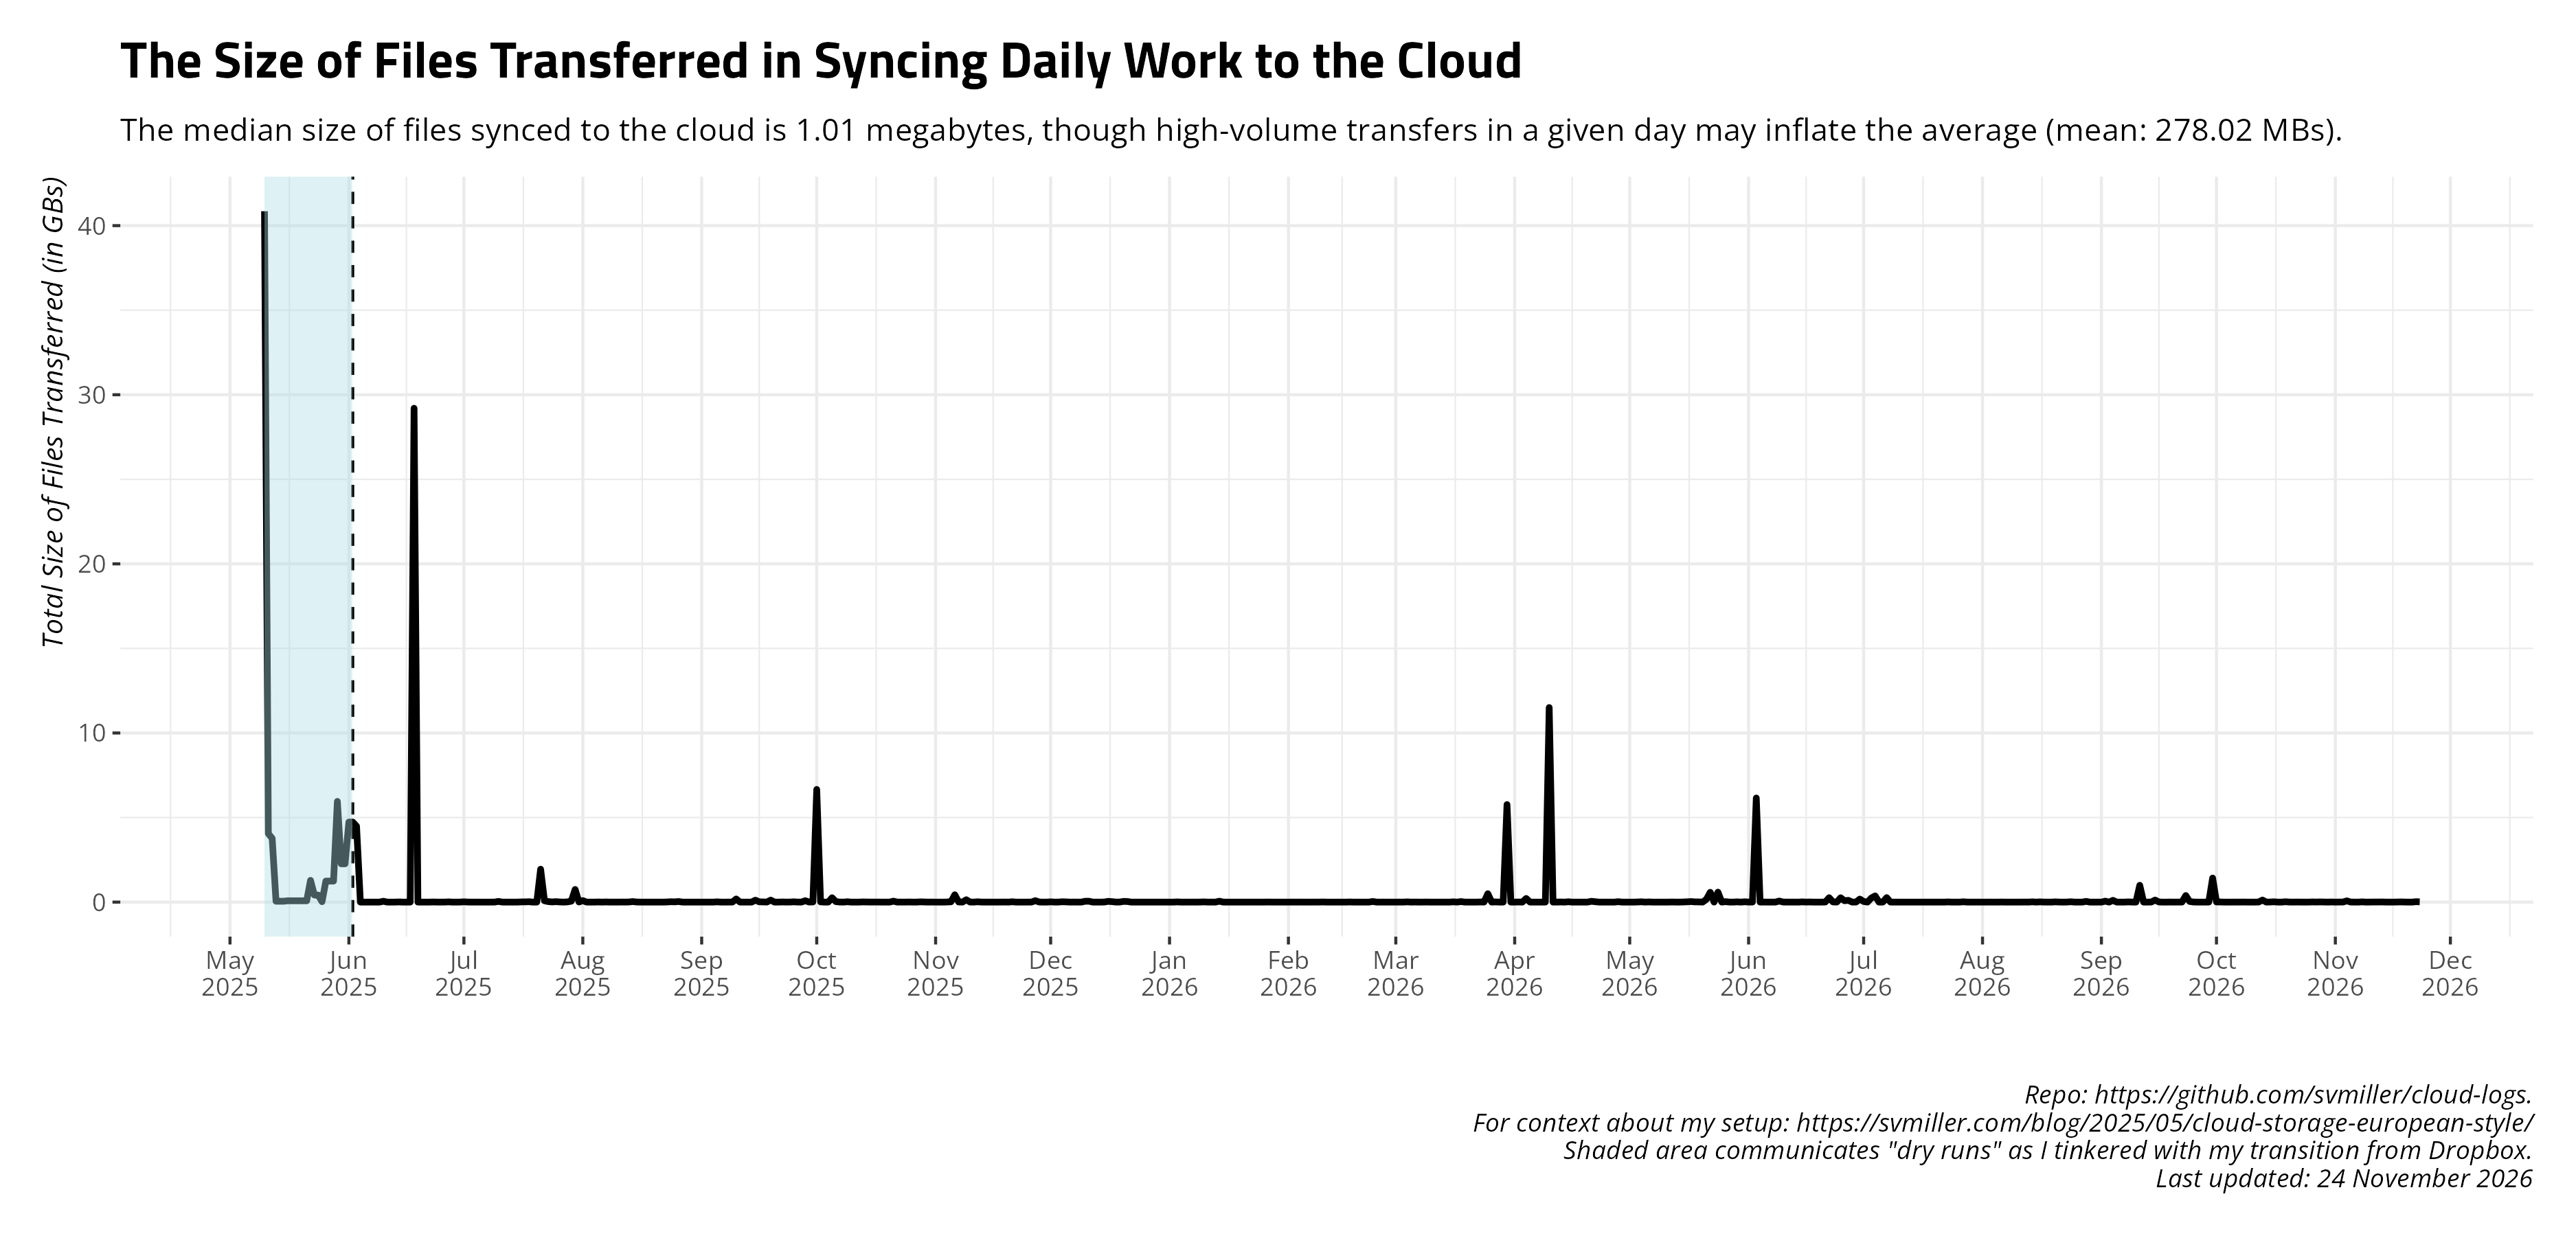 The Size of Files Transferred in Syncing Daily Work to the Cloud
The median size of files synced to the cloud is 1.01 megabytes, though high-volume transfers in a given day may inflate the average (mean: 278.02 MBs).
Total Size of Files Transferred (in GBs)
40
30
20
10
0
May Jun Jul Aug Sep Oct Nov Dec Jan Feb Mar Apr May Jun Jul Aug Sep Oct Nov Dec
2025 2025 2025 2025 2025 2025 2025 2025 2026 2026 2026 2026 2026 2026 2026 2026 2026 2026 2026 2026
Repo: https://github.com/svmiller/cloud-logs.
For context about my setup: https://svmiller.com/blog/2025/05/cloud-storage-european-style/
Shaded area communicates "dry runs" as I tinkered with my transition from Dropbox.
Last updated: 24 November 2026